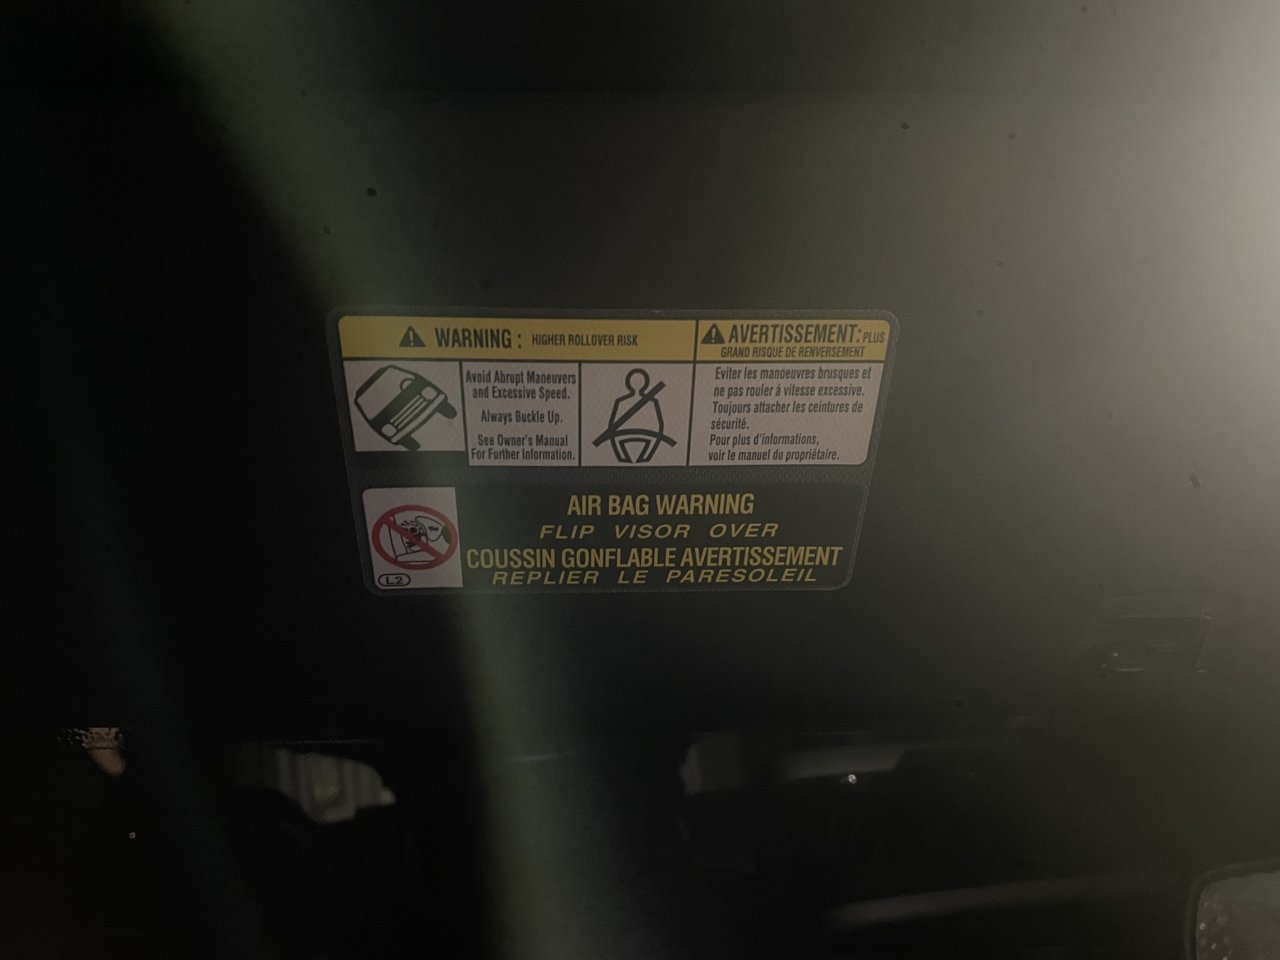 WARNING : HIGHER ROLLOVER RISK
Avoid Abrupt Maneuvers
and Excessive Speed.
Always Buckle Up.
See Owner's Manual
For Further Information.
AVERTISSEMENT: PLUS
GRAND RISQUE DE RENVERSEMENT
Eviter les manoeuvres brusques et
ne pas rouler à vitesse excessive.
Toujours attacher les ceintures de
sécurité.
Pour plus d'informations,
voir le manuel du propriétaire.
L2
AIR BAG WARNING
FLIP VISOR OVER
COUSSIN GONFLABLE AVERTISSEMENT
REPLIER LE PARESOLEIL